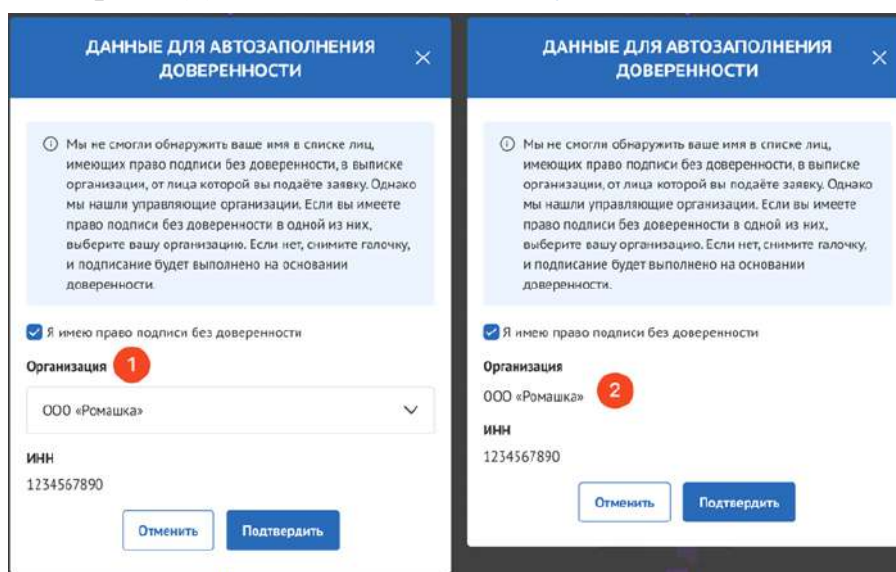 ДАННЫЕ ДЛЯ АВТОЗАПОЛНЕНИЯ
ДОВЕРЕННОСТИ
Мы не смогли обнаружить ваше имя в списке лиц,
имеющих право подписи без доверенности, в выписке
организации, от лица которой вы подаёте заявку. Однако
мы нашли управляющие организации. Если вы имеете
право подписи без доверенности в одной из них,
выберите вашу организацию. Если нет, снимите галочку,
и подписание будет выполнено на основании
доверенности.
Я имею право подписи без доверенности
Организация 1
ООО «Ромашка»
ИНН
1234567890
Отменить Подтвердить
ДАННЫЕ ДЛЯ АВТОЗАПОЛНЕНИЯ
ДОВЕРЕННОСТИ
Мы не смогли обнаружить ваше имя в списке лиц,
имеющих право подписи без доверенности, в выписке
организации, от лица которой вы подаёте заявку. Однако
мы нашли управляющие организации. Если вы имеете
право подписи без доверенности в одной из них,
выберите вашу организацию. Если нет, снимите галочку,
и подписание будет выполнено на основании
доверенности.
Я имею право подписи без доверенности
Организация
ООО «Ромашка» 2
ИНН
1234567890
Отменить Подтвердить